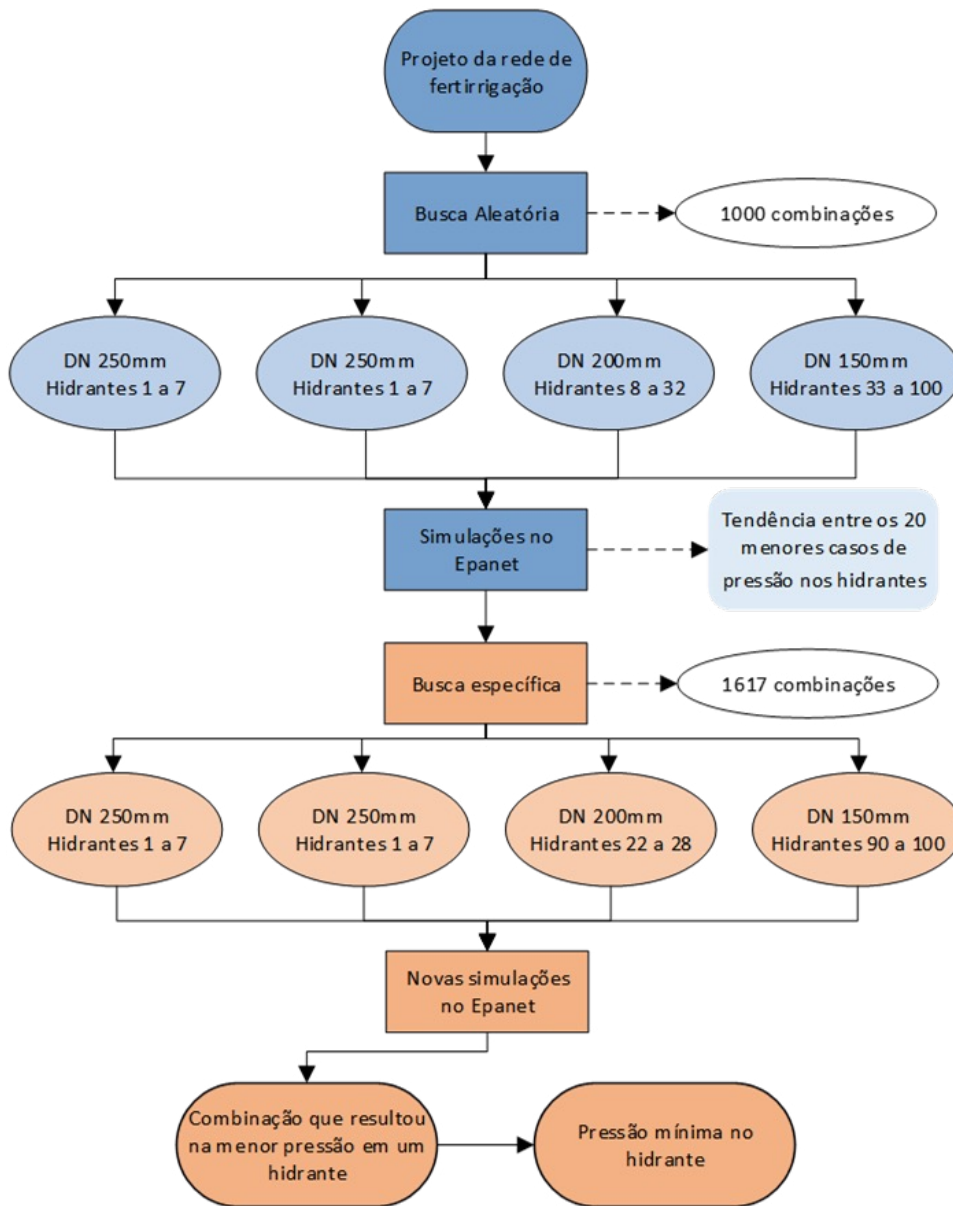 Projeto da rede de
fertirrigação
Busca Aleatória
1000 combinações
DN 250mm
Hidrantes 1 a 7
DN 250mm
Hidrantes 1 a 7
DN 200mm
Hidrantes 8 a 32
DN 150mm
Hidrantes 33 a 100
Simulações no
Epanet
Tendência entre os 20
menores casos de
pressão nos hidrantes
Busca específica
1617 combinações
DN 250mm
Hidrantes 1 a 7
DN 250mm
Hidrantes 1 a 7
DN 200mm
Hidrantes 22 a 28
DN 150mm
Hidrantes 90 a 100
Novas simulações
no Epanet
Combinação que resultou
na menor pressão em um
hidrante
Pressão mínima no
hidrante